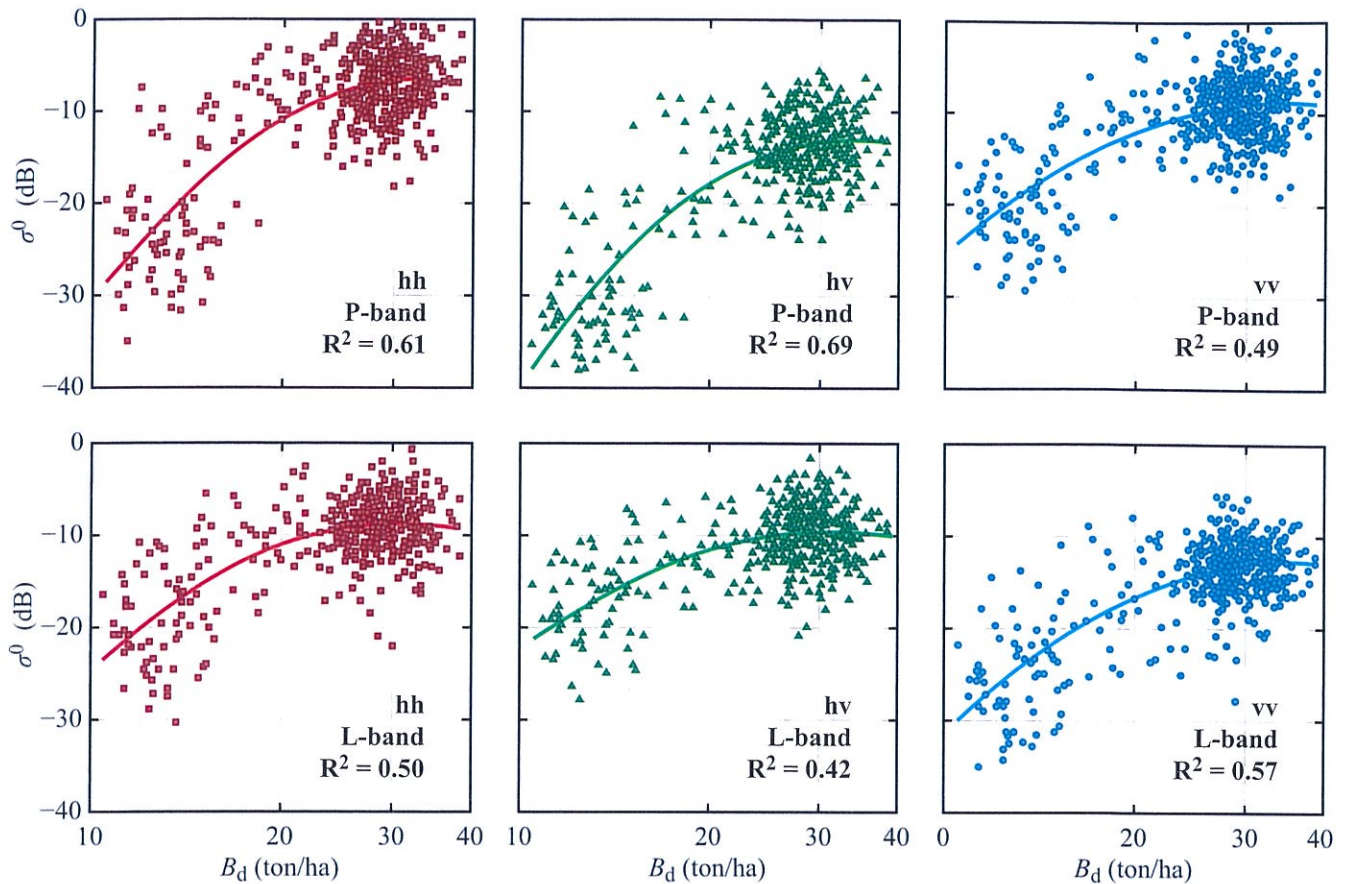 0
−10
−20
−30
−40
σ⁰ (dB)
hh
P-band
R² = 0.61
hv
P-band
R² = 0.69
vv
P-band
R² = 0.49
0
−10
−20
−30
−40
σ⁰ (dB)
hh
L-band
R² = 0.50
hv
L-band
R² = 0.42
vv
L-band
R² = 0.57
10 20 30 40
10 20 30 40
0 20 30 40
B_d (ton/ha)
B_d (ton/ha)
B_d (ton/ha)